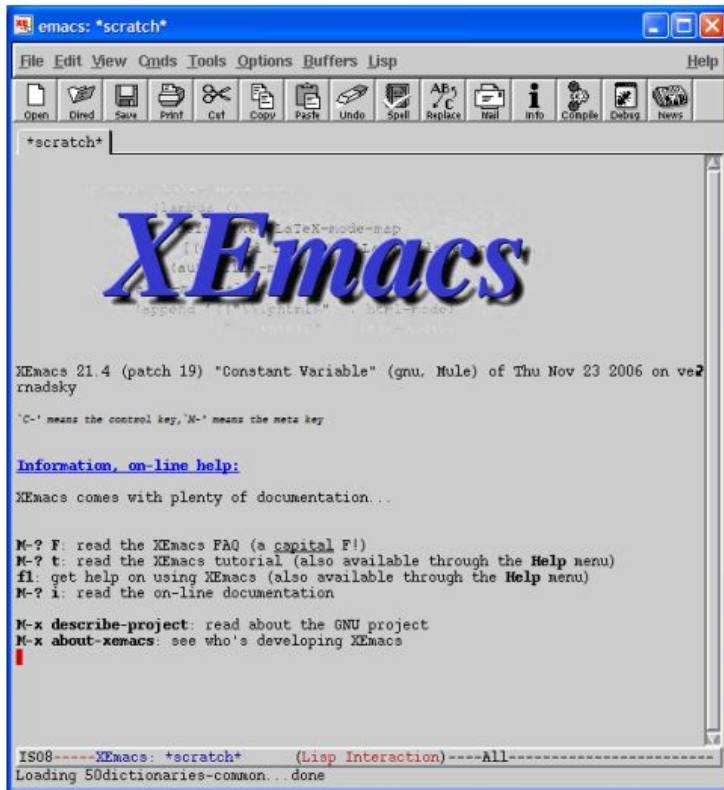 emacs: *scratch*
File Edit View Cmds Tools Options Buffers Lisp Help
Open Dired Save Print Cut Copy Paste Undo Spell Replace Mail Info Compile Debug News
*scratch*
(lambda ()
LaTeX-mode-map
XEmacs
XEmacs 21.4 (patch 19) "Constant Variable" (gnu, Mule) of Thu Nov 23 2006 on ve
rnadsky
`C-' means the control key,`M-' means the meta key
Information, on-line help:
XEmacs comes with plenty of documentation...
M-? F: read the XEmacs FAQ (a capital F!)
M-? t: read the XEmacs tutorial (also available through the Help menu)
f1: get help on using XEmacs (also available through the Help menu)
M-? i: read the on-line documentation
M-x describe-project: read about the GNU project
M-x about-xemacs: see who's developing XEmacs
ISO8-----XEmacs: *scratch* (Lisp Interaction)----All-------------------------
Loading 50dictionaries-common...done